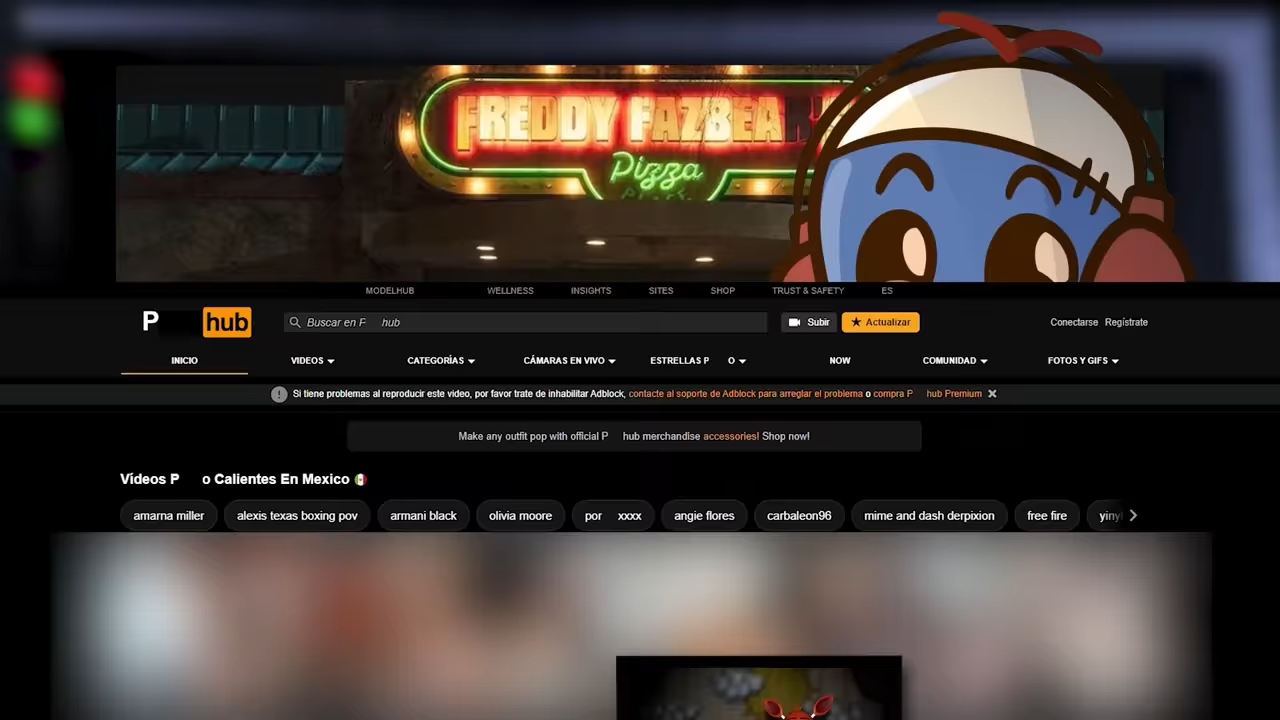 FREDDY FAZBEA
Pizza
MODELHUB WELLNESS INSIGHTS SITES SHOP TRUST & SAFETY ES
P hub
Buscar en P hub
Subir
Actualizar
Conectarse Regístrate
INICIO VIDEOS CATEGORÍAS CÁMARAS EN VIVO ESTRELLAS P O NOW COMUNIDAD FOTOS Y GIFS
Si tiene problemas al reproducir este video, por favor trate de inhabilitar Adblock, contacte al soporte de Adblock para arreglar el problema o compra P hub Premium
Make any outfit pop with official P hub merchandise accessories! Shop now!
Vídeos P o Calientes En Mexico
amarna miller alexis texas boxing pov armani black olivia moore por xxxx angie flores carbaleon96 mime and dash derpixion free fire